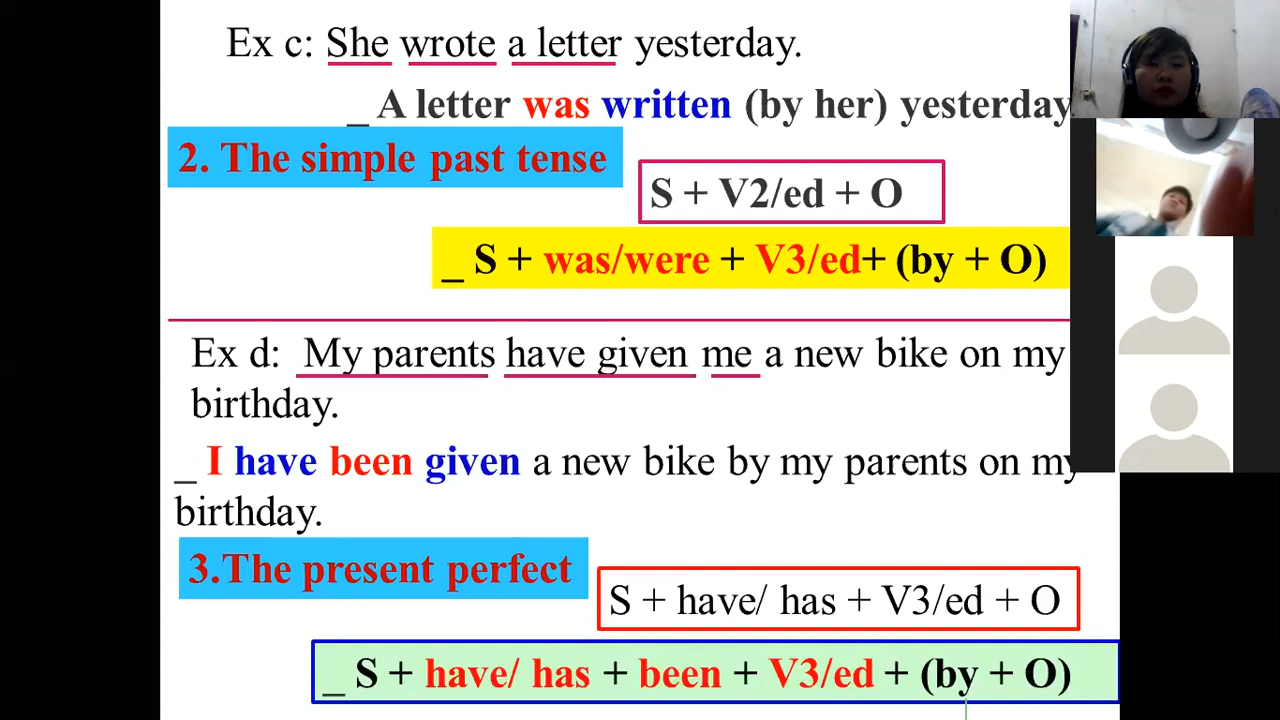 Ex c: She wrote a letter yesterday.
_ A letter was written (by her) yesterday
2. The simple past tense
S + V2/ed + O
_ S + was/were + V3/ed+ (by + O)
Ex d: My parents have given me a new bike on my
birthday.
_ I have been given a new bike by my parents on my
birthday.
3.The present perfect
S + have/ has + V3/ed + O
_ S + have/ has + been + V3/ed + (by + O)